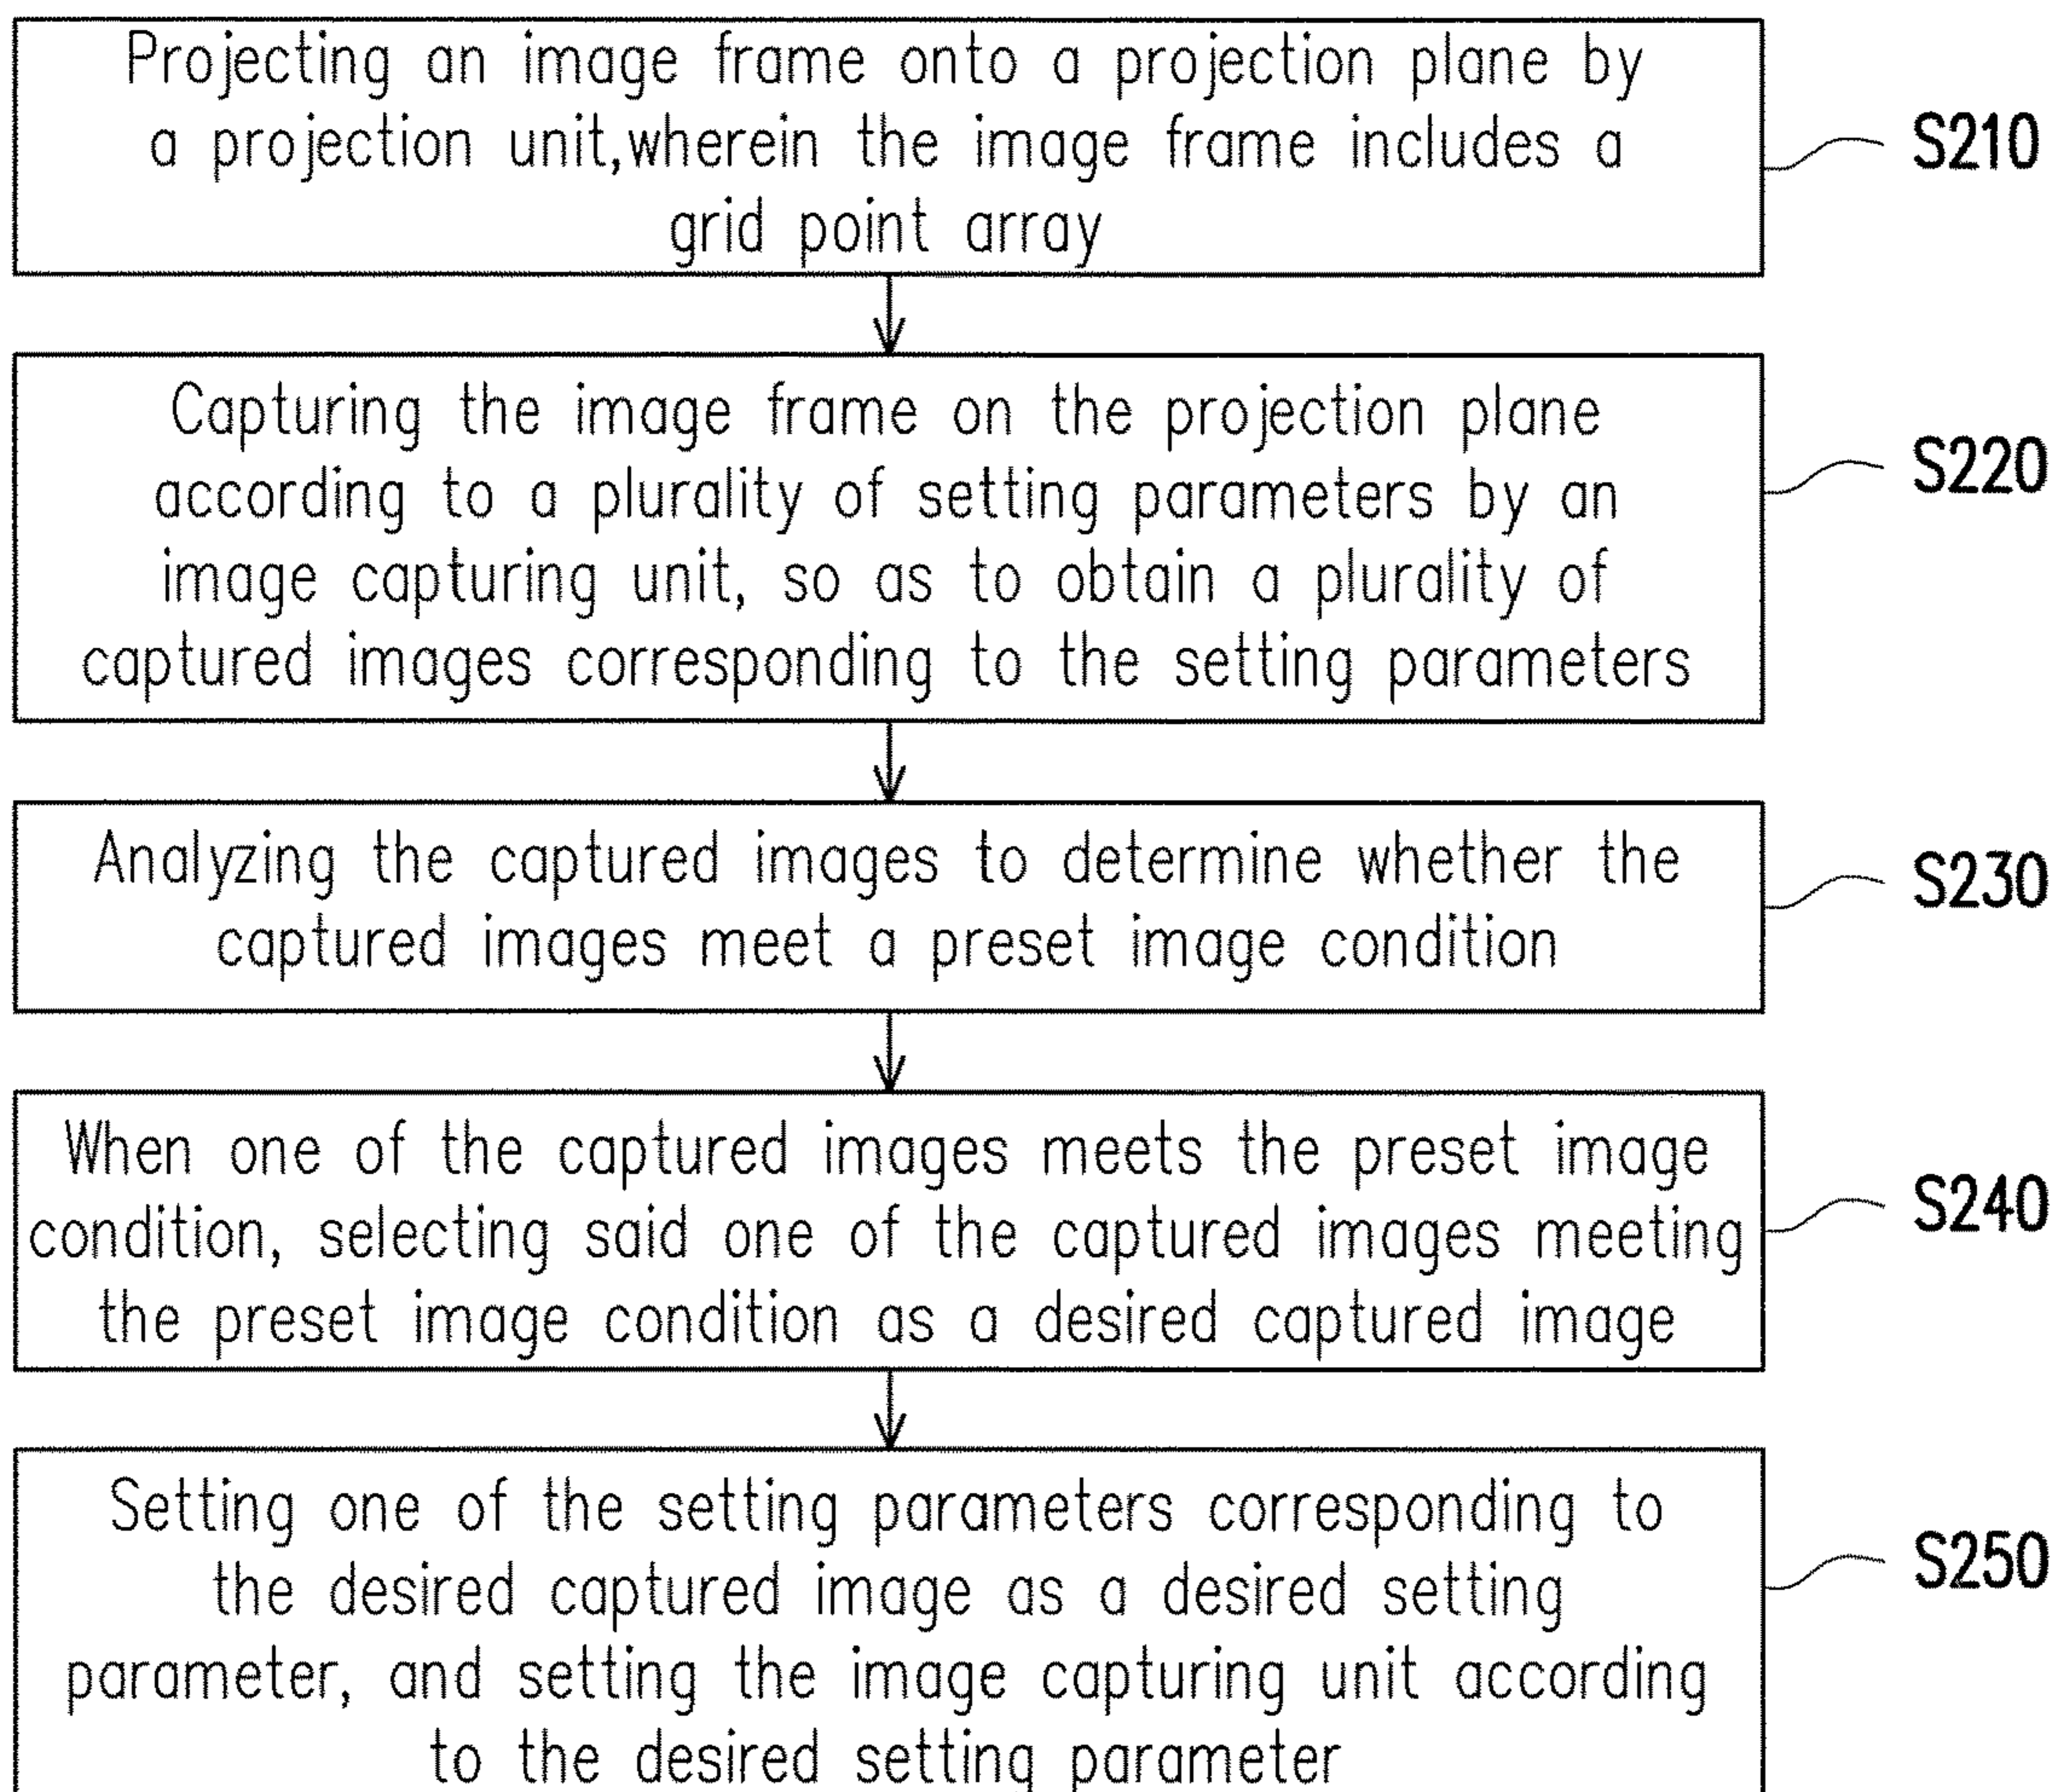 Projecting an image frame onto a projection plane by
a projection unit,wherein the image frame includes a
grid point array
S210
Capturing the image frame on the projection plane
according to a plurality of setting parameters by an
image capturing unit, so as to obtain a plurality of
captured images corresponding to the setting parameters
S220
Analyzing the captured images to determine whether the
captured images meet a preset image condition
S230
When one of the captured images meets the preset image
condition, selecting said one of the captured images meeting
the preset image condition as a desired captured image
S240
Setting one of the setting parameters corresponding to
the desired captured image as a desired setting
parameter, and setting the image capturing unit according
to the desired setting parameter
S250